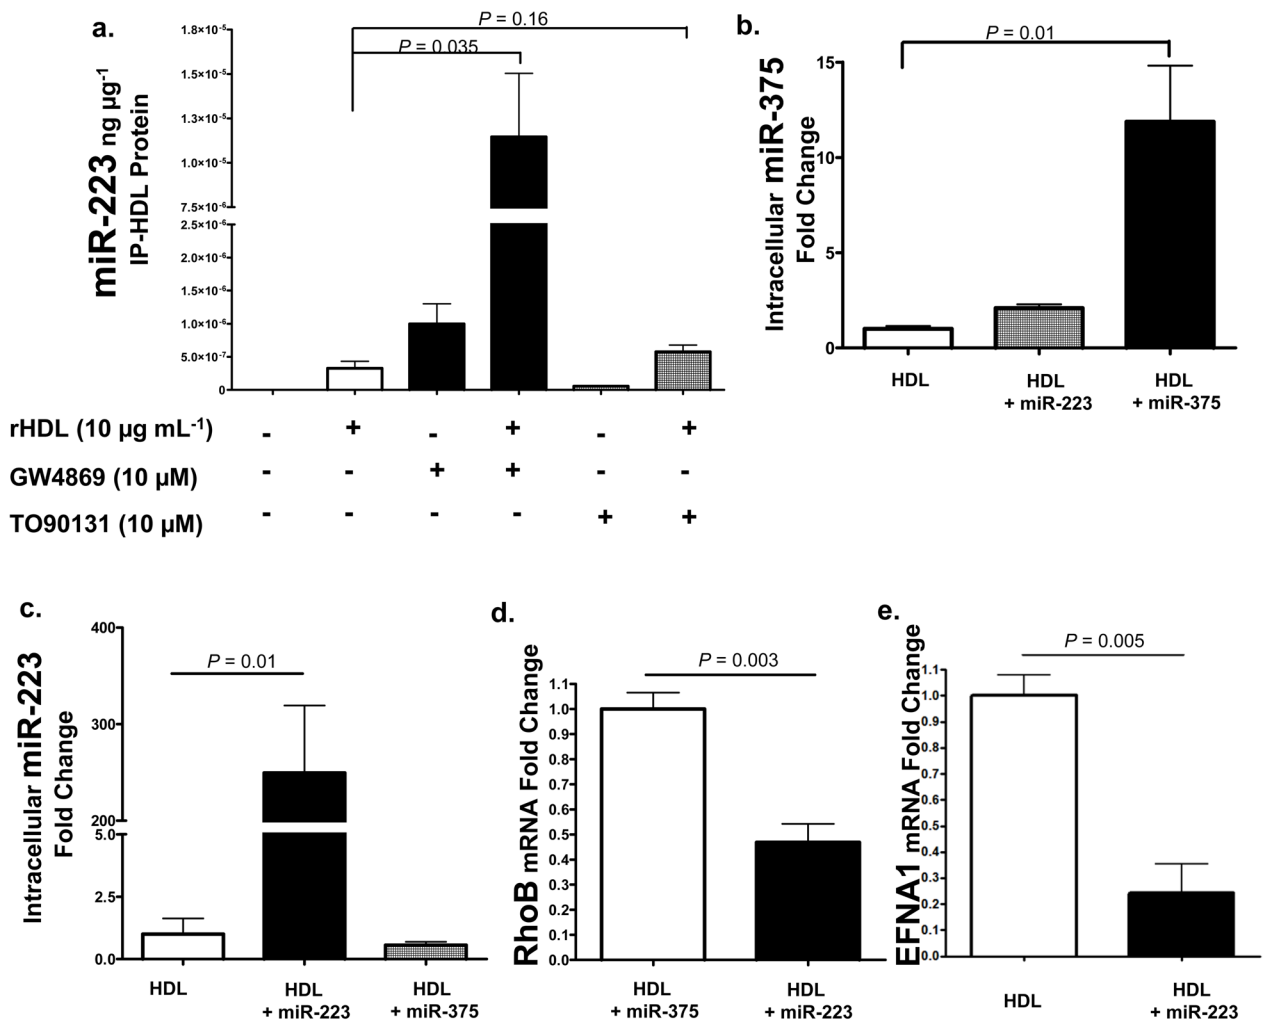 a.
P = 0.16
P = 0.035
miR-223 ng µg-1
IP-HDL Protein
1.8×10-5
1.5×10-5
1.3×10-5
1.0×10-5
7.5×10-6
2.5×10-6
2.0×10-6
1.5×10-6
1.0×10-6
5.0×10-7
0
rHDL (10 µg mL-1) - + - + - +
GW4869 (10 µM) - - + + - -
TO90131 (10 µM) - - - - + +
b.
P = 0.01
Intracellular miR-375
Fold Change
15
10
5
0
HDL
HDL
+ miR-223
HDL
+ miR-375
c.
P = 0.01
Intracellular miR-223
Fold Change
400
300
200
5.0
2.5
0.0
HDL
HDL
+ miR-223
HDL
+ miR-375
d.
P = 0.003
RhoB mRNA Fold Change
1.1
1.0
0.9
0.8
0.7
0.6
0.5
0.4
0.3
0.2
0.1
0.0
HDL
+ miR-375
HDL
+ miR-223
e.
P = 0.005
EFNA1 mRNA Fold Change
1.1
1.0
0.9
0.8
0.7
0.6
0.5
0.4
0.3
0.2
0.1
0.0
HDL
HDL
+ miR-223